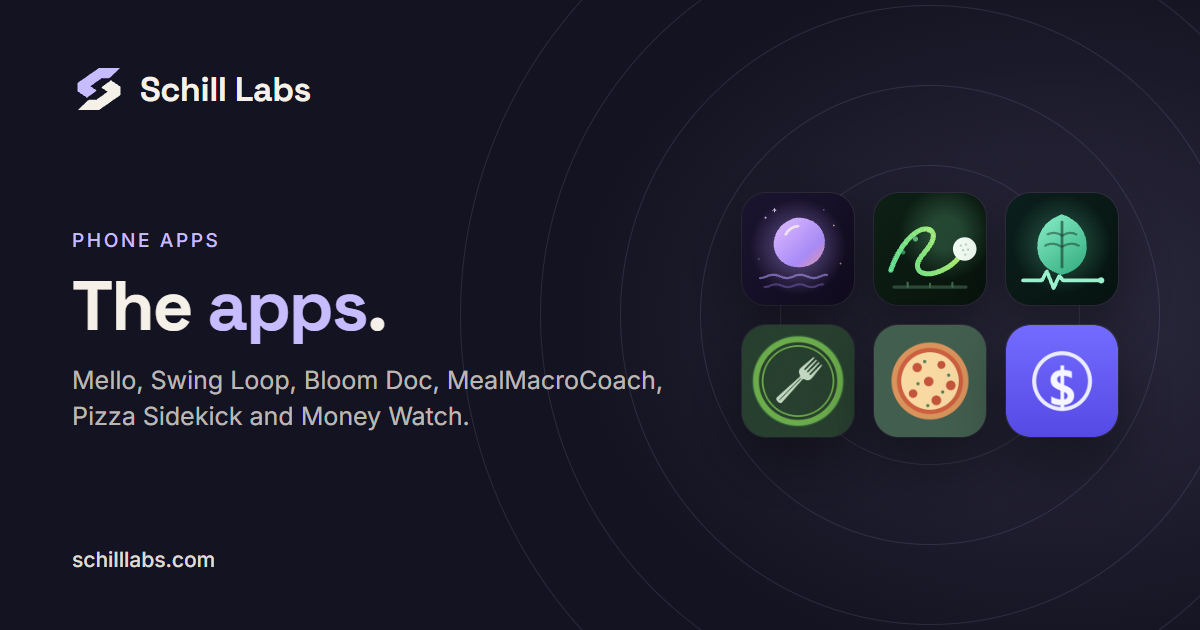 Schill Labs
PHONE APPS
The apps.
Mello, Swing Loop, Bloom Doc, MealMacroCoach,
Pizza Sidekick and Money Watch.
$
schilllabs.com